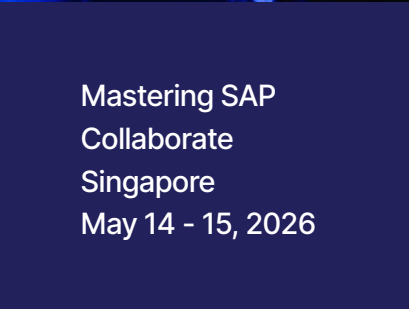 Mastering SAP
Collaborate
Singapore
May 14 - 15, 2026